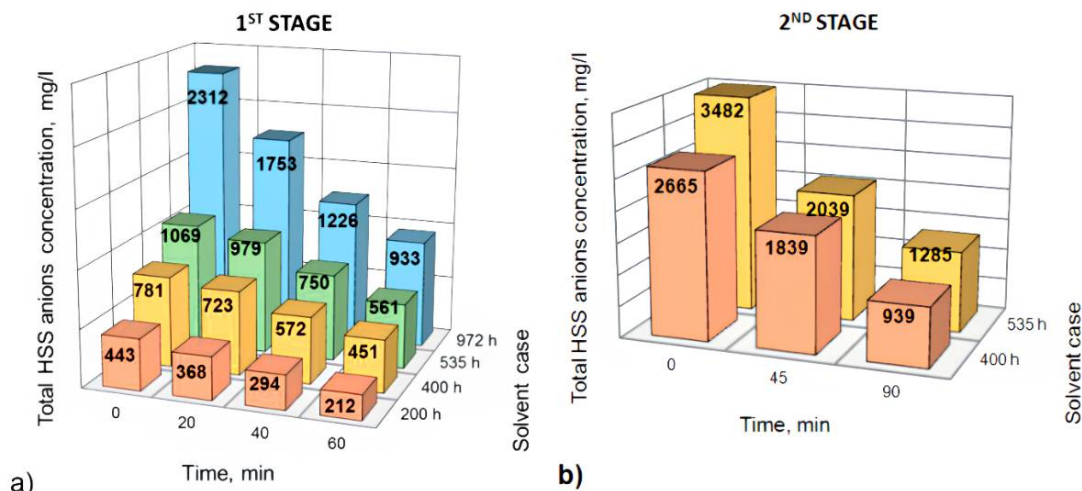 1ST STAGE
Total HSS anions concentration, mg/l
2312
1753
1226
933
1069
979
750
561
781
723
572
451
443
368
294
212
0
20
40
60
972 h
535 h
400 h
200 h
Time, min
Solvent case
a)
2ND STAGE
Total HSS anions concentration, mg/l
3482
2039
1285
2665
1839
939
0
45
90
535 h
400 h
Time, min
Solvent case
b)